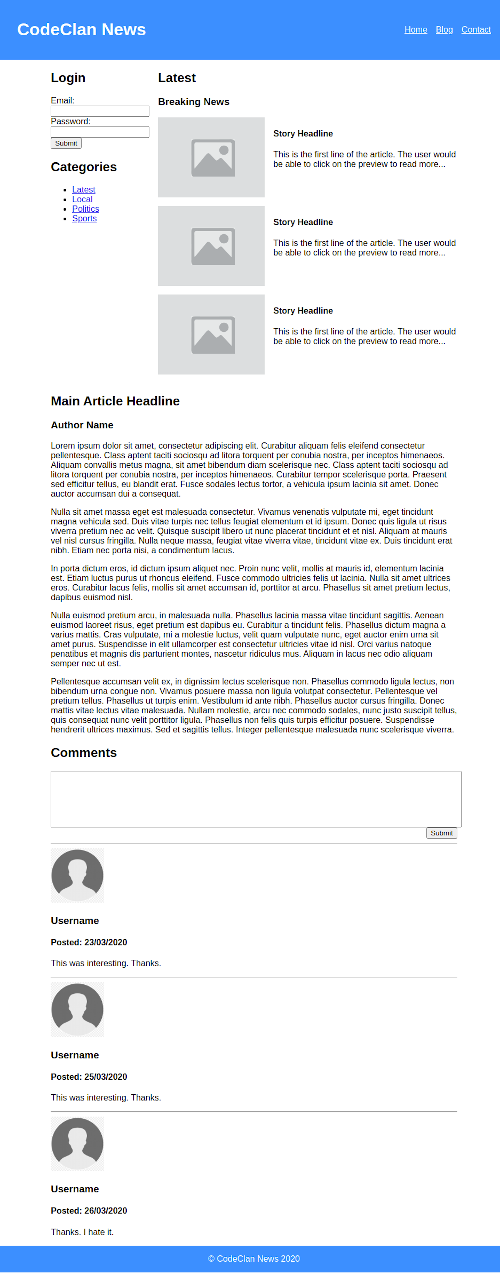 CodeClan News
Home Blog Contact
Login
Email:
Password:
Submit
Categories
Latest
Local
Politics
Sports
Latest
Breaking News
Story Headline
This is the first line of the article. The user would
be able to click on the preview to read more...
Story Headline
This is the first line of the article. The user would
be able to click on the preview to read more...
Story Headline
This is the first line of the article. The user would
be able to click on the preview to read more...
Main Article Headline
Author Name
Lorem ipsum dolor sit amet, consectetur adipiscing elit. Curabitur aliquam felis eleifend consectetur
pellentesque. Class aptent taciti sociosqu ad litora torquent per conubia nostra, per inceptos himenaeos.
Aliquam convallis metus magna, sit amet bibendum diam scelerisque nec. Class aptent taciti sociosqu ad
litora torquent per conubia nostra, per inceptos himenaeos. Curabitur tempor scelerisque porta. Praesent
sed efficitur tellus, eu blandit erat. Fusce sodales lectus tortor, a vehicula ipsum lacinia sit amet. Donec
auctor accumsan dui a consequat.
Nulla sit amet massa eget est malesuada consectetur. Vivamus venenatis vulputate mi, eget tincidunt
magna vehicula sed. Duis vitae turpis nec tellus feugiat elementum et id ipsum. Donec quis ligula ut risus
viverra pretium nec ac velit. Quisque suscipit libero ut nunc placerat tincidunt et et nisl. Aliquam at mauris
vel nisl cursus fringilla. Nulla neque massa, feugiat vitae viverra vitae, tincidunt vitae ex. Duis tincidunt erat
nibh. Etiam nec porta nisi, a condimentum lacus.
In porta dictum eros, id dictum ipsum aliquet nec. Proin nunc velit, mollis at mauris id, elementum lacinia
est. Etiam luctus purus ut rhoncus eleifend. Fusce commodo ultricies felis ut lacinia. Nulla sit amet ultrices
eros. Curabitur lacus felis, mollis sit amet accumsan id, porttitor at arcu. Phasellus sit amet pretium lectus,
dapibus euismod nisl.
Nulla euismod pretium arcu, in malesuada nulla. Phasellus lacinia massa vitae tincidunt sagittis. Aenean
euismod laoreet risus, eget pretium est dapibus eu. Curabitur a tincidunt felis. Phasellus dictum magna a
varius mattis. Cras vulputate, mi a molestie luctus, velit quam vulputate nunc, eget auctor enim urna sit
amet purus. Suspendisse in elit ullamcorper est consectetur ultricies vitae id nisl. Orci varius natoque
penatibus et magnis dis parturient montes, nascetur ridiculus mus. Aliquam in lacus nec odio aliquam
semper nec ut est.
Pellentesque accumsan velit ex, in dignissim lectus scelerisque non. Phasellus commodo ligula lectus, non
bibendum urna congue non. Vivamus posuere massa non ligula volutpat consectetur. Pellentesque vel
pretium tellus. Phasellus ut turpis enim. Vestibulum id ante nibh. Phasellus auctor cursus fringilla. Donec
mattis vitae lectus vitae malesuada. Nullam molestie, arcu nec commodo sodales, nunc justo suscipit tellus,
quis consequat nunc velit porttitor ligula. Phasellus non felis quis turpis efficitur posuere. Suspendisse
hendrerit ultrices maximus. Sed et sagittis tellus. Integer pellentesque malesuada nunc scelerisque viverra.
Comments
Submit
Username
Posted: 23/03/2020
This was interesting. Thanks.
Username
Posted: 25/03/2020
This was interesting. Thanks.
Username
Posted: 26/03/2020
Thanks. I hate it.
© CodeClan News 2020